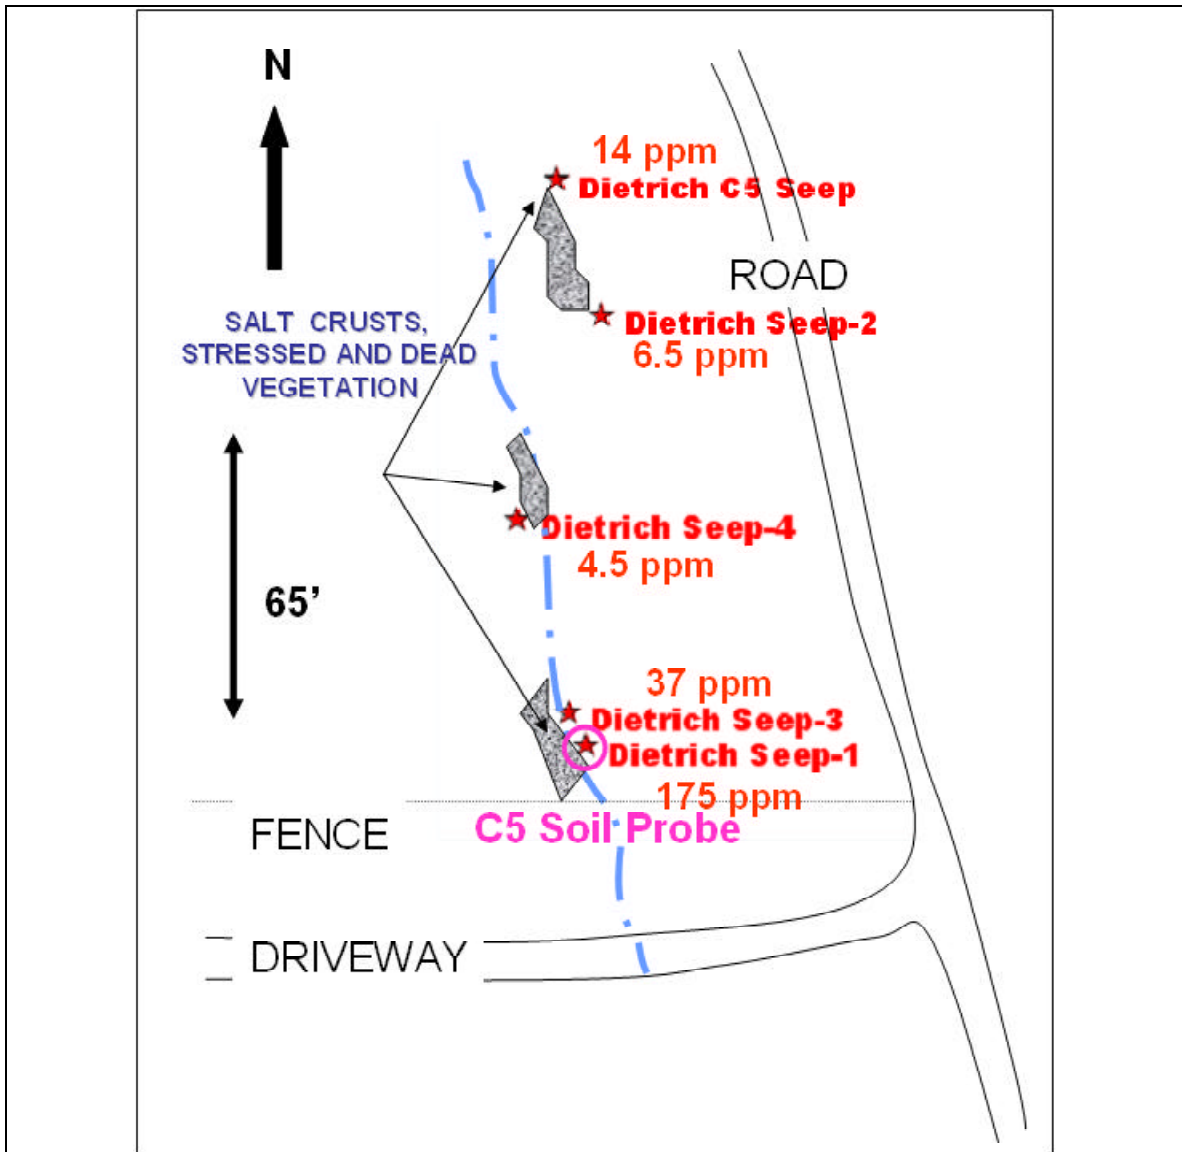 N
14 ppm
Dietrich C5 Seep
ROAD
SALT CRUSTS,
STRESSED AND DEAD
VEGETATION
Dietrich Seep-2
6.5 ppm
Dietrich Seep-4
4.5 ppm
65’
37 ppm
Dietrich Seep-3
Dietrich Seep-1
175 ppm
C5 Soil Probe
FENCE
DRIVEWAY